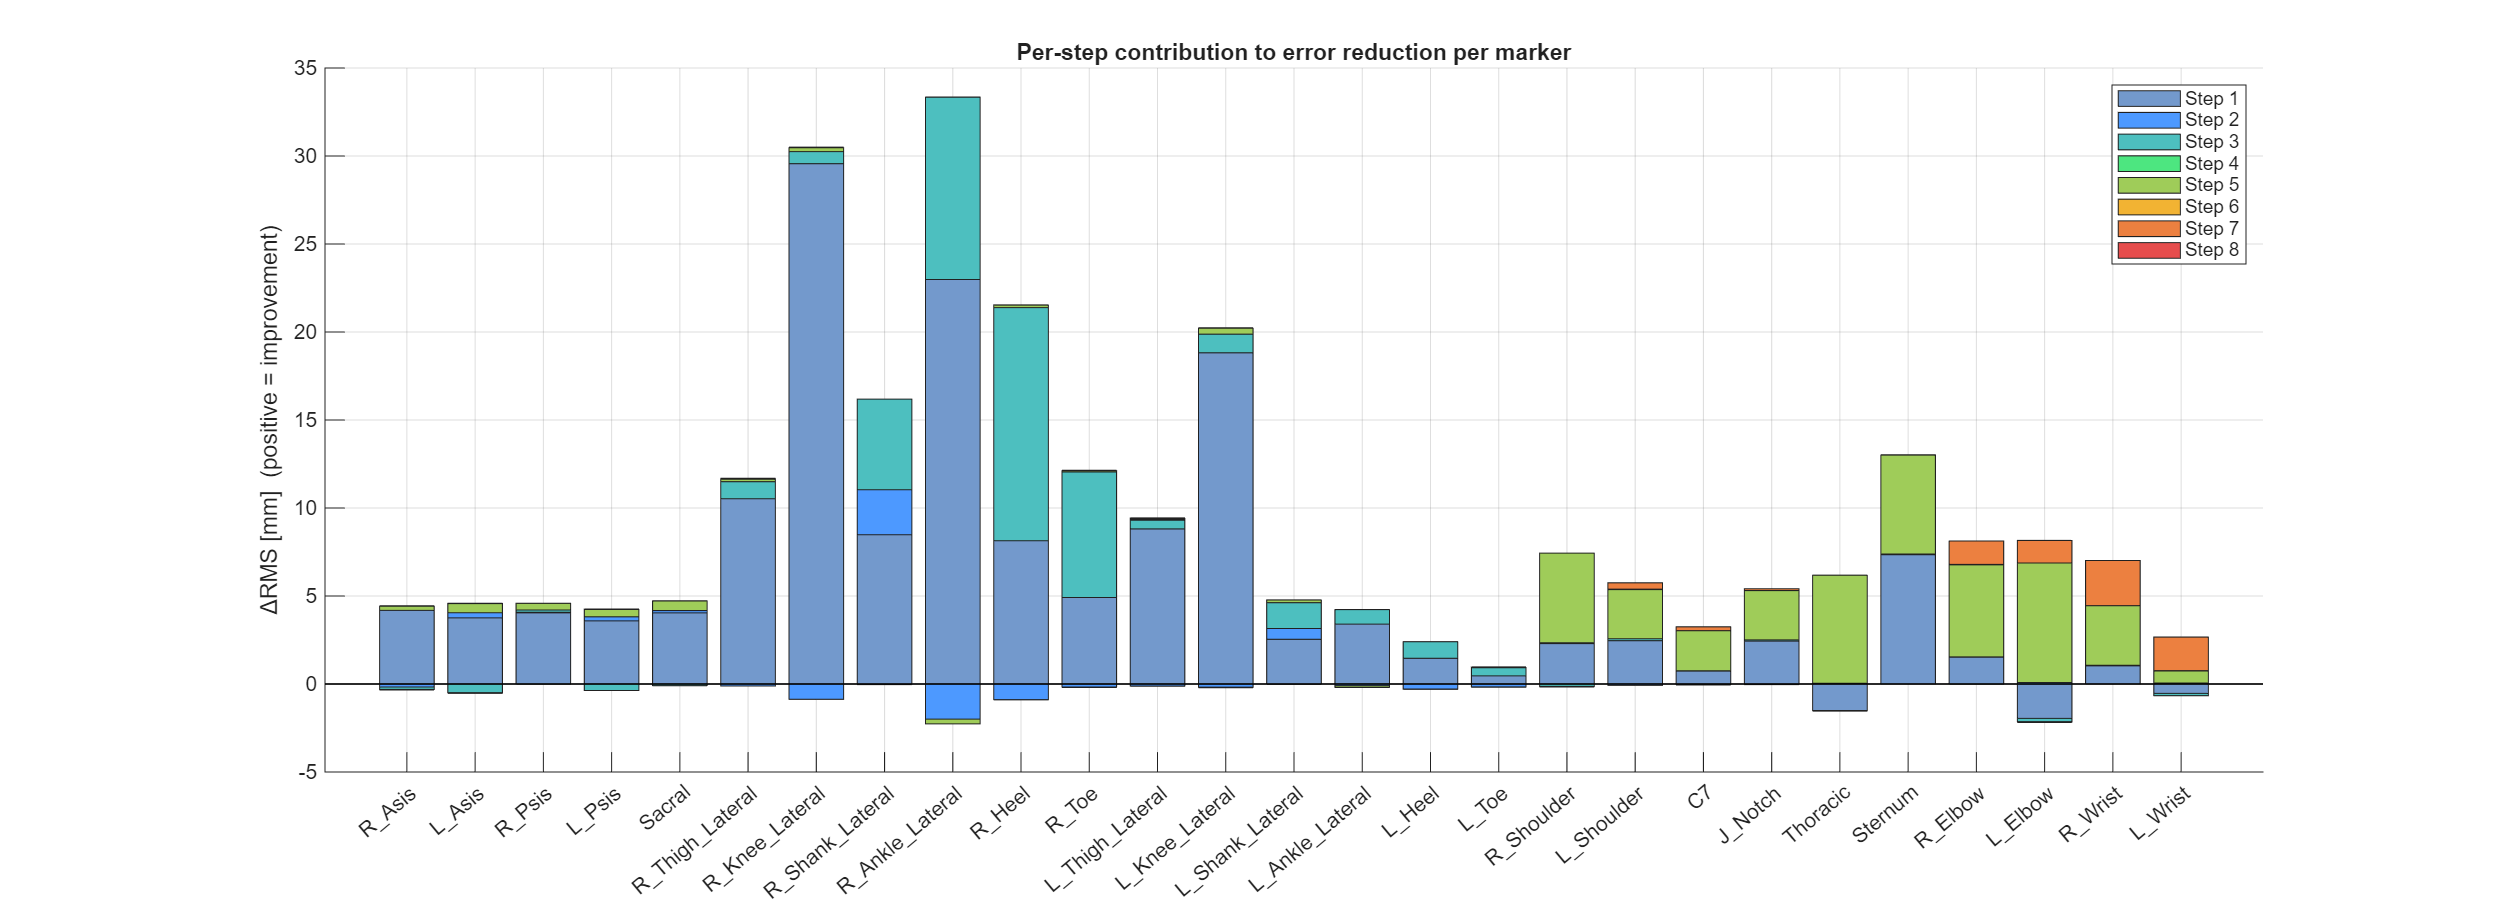 Per-step contribution to error reduction per marker
ΔRMS [mm]  (positive = improvement)
35
30
25
20
15
10
5
0
-5
Step 1
Step 2
Step 3
Step 4
Step 5
Step 6
Step 7
Step 8
R_Asis
L_Asis
R_Psis
L_Psis
Sacral
R_Thigh_Lateral
R_Knee_Lateral
R_Shank_Lateral
R_Ankle_Lateral
R_Heel
R_Toe
L_Thigh_Lateral
L_Knee_Lateral
L_Shank_Lateral
L_Ankle_Lateral
L_Heel
L_Toe
R_Shoulder
L_Shoulder
C7
J_Notch
Thoracic
Sternum
R_Elbow
L_Elbow
R_Wrist
L_Wrist